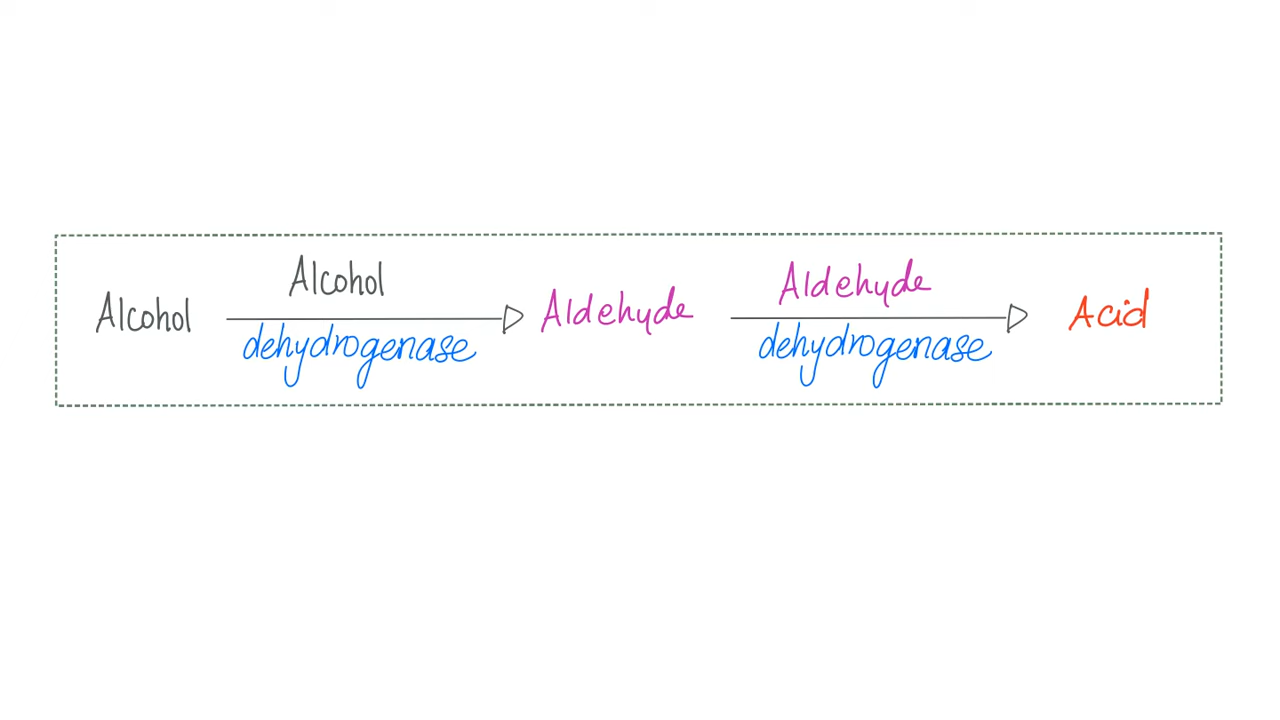 Alcohol
Alcohol
dehydrogenase
Aldehyde
Aldehyde
dehydrogenase
Acid